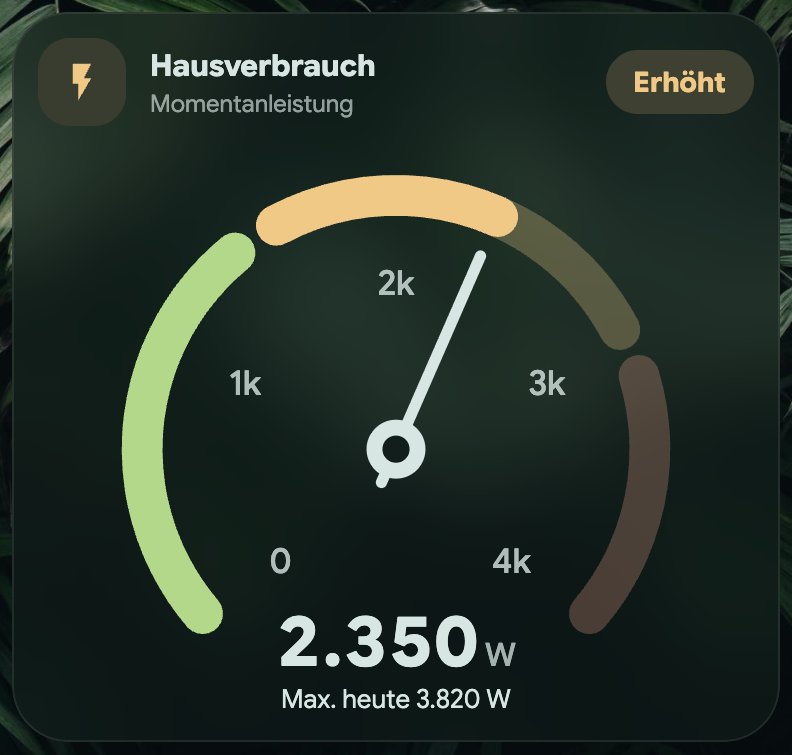 Hausverbrauch
Momentanleistung
Erhöht
2k
1k
3k
0
4k
2.350 W
Max. heute 3.820 W